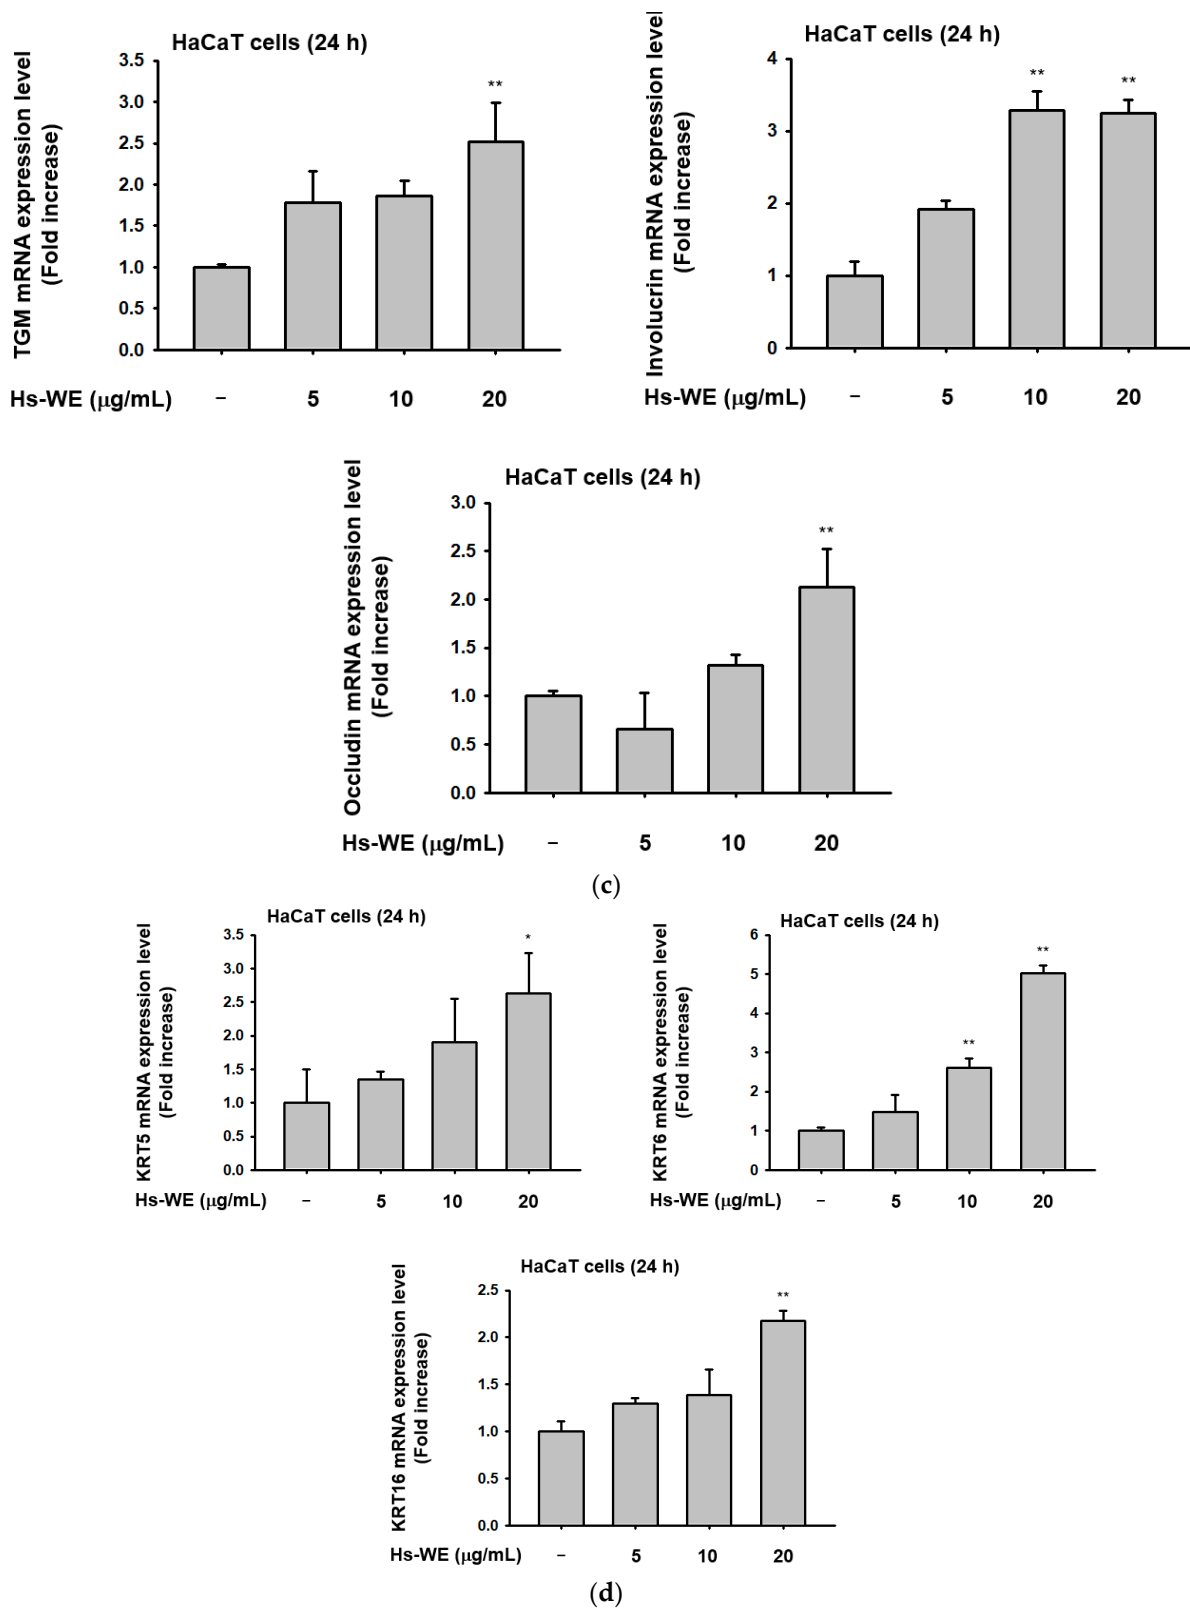 HaCaT cells (24 h)
TGM mRNA expression level
(Fold increase)
3.5
3.0
2.5
2.0
1.5
1.0
0.5
0.0
**
Hs-WE (μg/mL) – 5 10 20
HaCaT cells (24 h)
Involucrin mRNA expression level
(Fold increase)
4
3
2
1
0
** **
Hs-WE (μg/mL) – 5 10 20
HaCaT cells (24 h)
Occludin mRNA expression level
(Fold increase)
3.0
2.5
2.0
1.5
1.0
0.5
0.0
**
Hs-WE (μg/mL) – 5 10 20
(c)
HaCaT cells (24 h)
KRT5 mRNA expression level
(Fold increase)
3.5
3.0
2.5
2.0
1.5
1.0
0.5
0.0
*
Hs-WE (μg/mL) – 5 10 20
HaCaT cells (24 h)
KRT6 mRNA expression level
(Fold increase)
6
5
4
3
2
1
0
** **
Hs-WE (μg/mL) – 5 10 20
HaCaT cells (24 h)
KRT16 mRNA expression level
(Fold increase)
2.5
2.0
1.5
1.0
0.5
0.0
**
Hs-WE (μg/mL) – 5 10 20
(d)